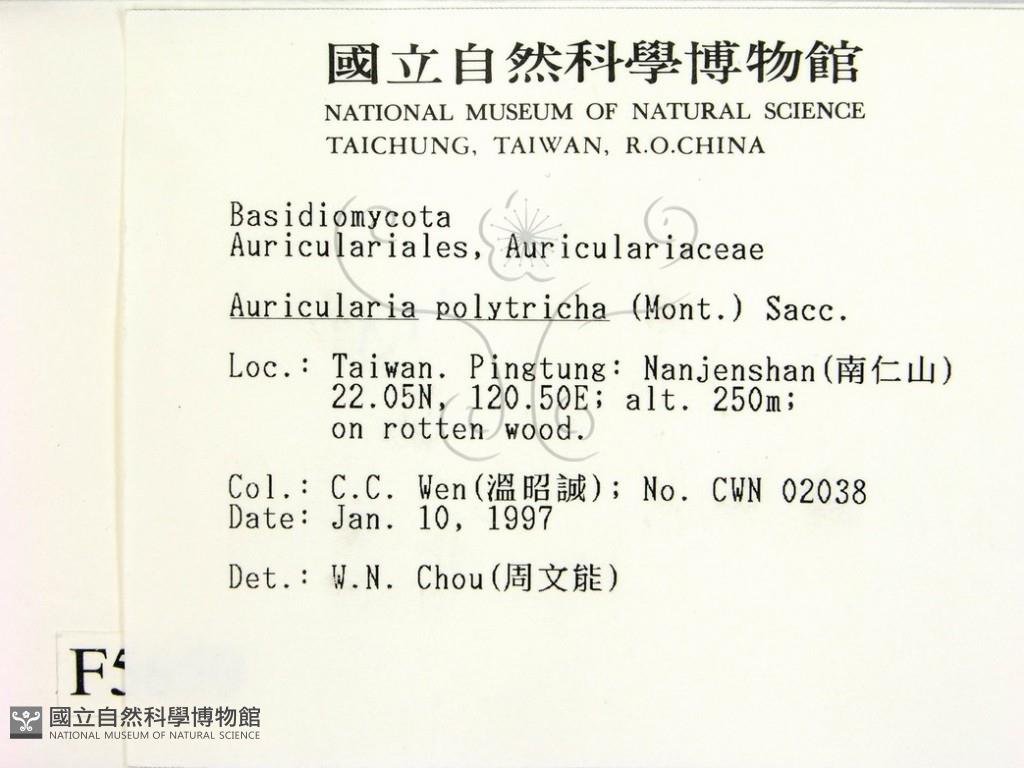 國立自然科學博物館
NATIONAL MUSEUM OF NATURAL SCIENCE
TAICHUNG, TAIWAN, R.O.CHINA
Basidiomycota
Auriculariales, Auriculariaceae
Auricularia polytricha (Mont.) Sacc.
Loc.: Taiwan. Pingtung: Nanjenshan(南仁山)
22.05N, 120.50E; alt. 250m;
on rotten wood.
Col.: C.C. Wen(溫昭誠); No. CWN 02038
Date: Jan. 10, 1997
Det.: W.N. Chou(周文能)
國立自然科學博物館
NATIONAL MUSEUM OF NATURAL SCIENCE